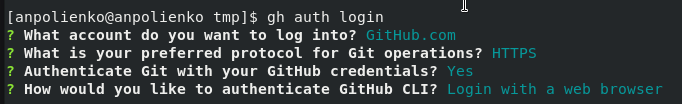 [anpolienko@anpolienko tmp]$ gh auth login
? What account do you want to log into? GitHub.com
? What is your preferred protocol for Git operations? HTTPS
? Authenticate Git with your GitHub credentials? Yes
? How would you like to authenticate GitHub CLI? Login with a web browser